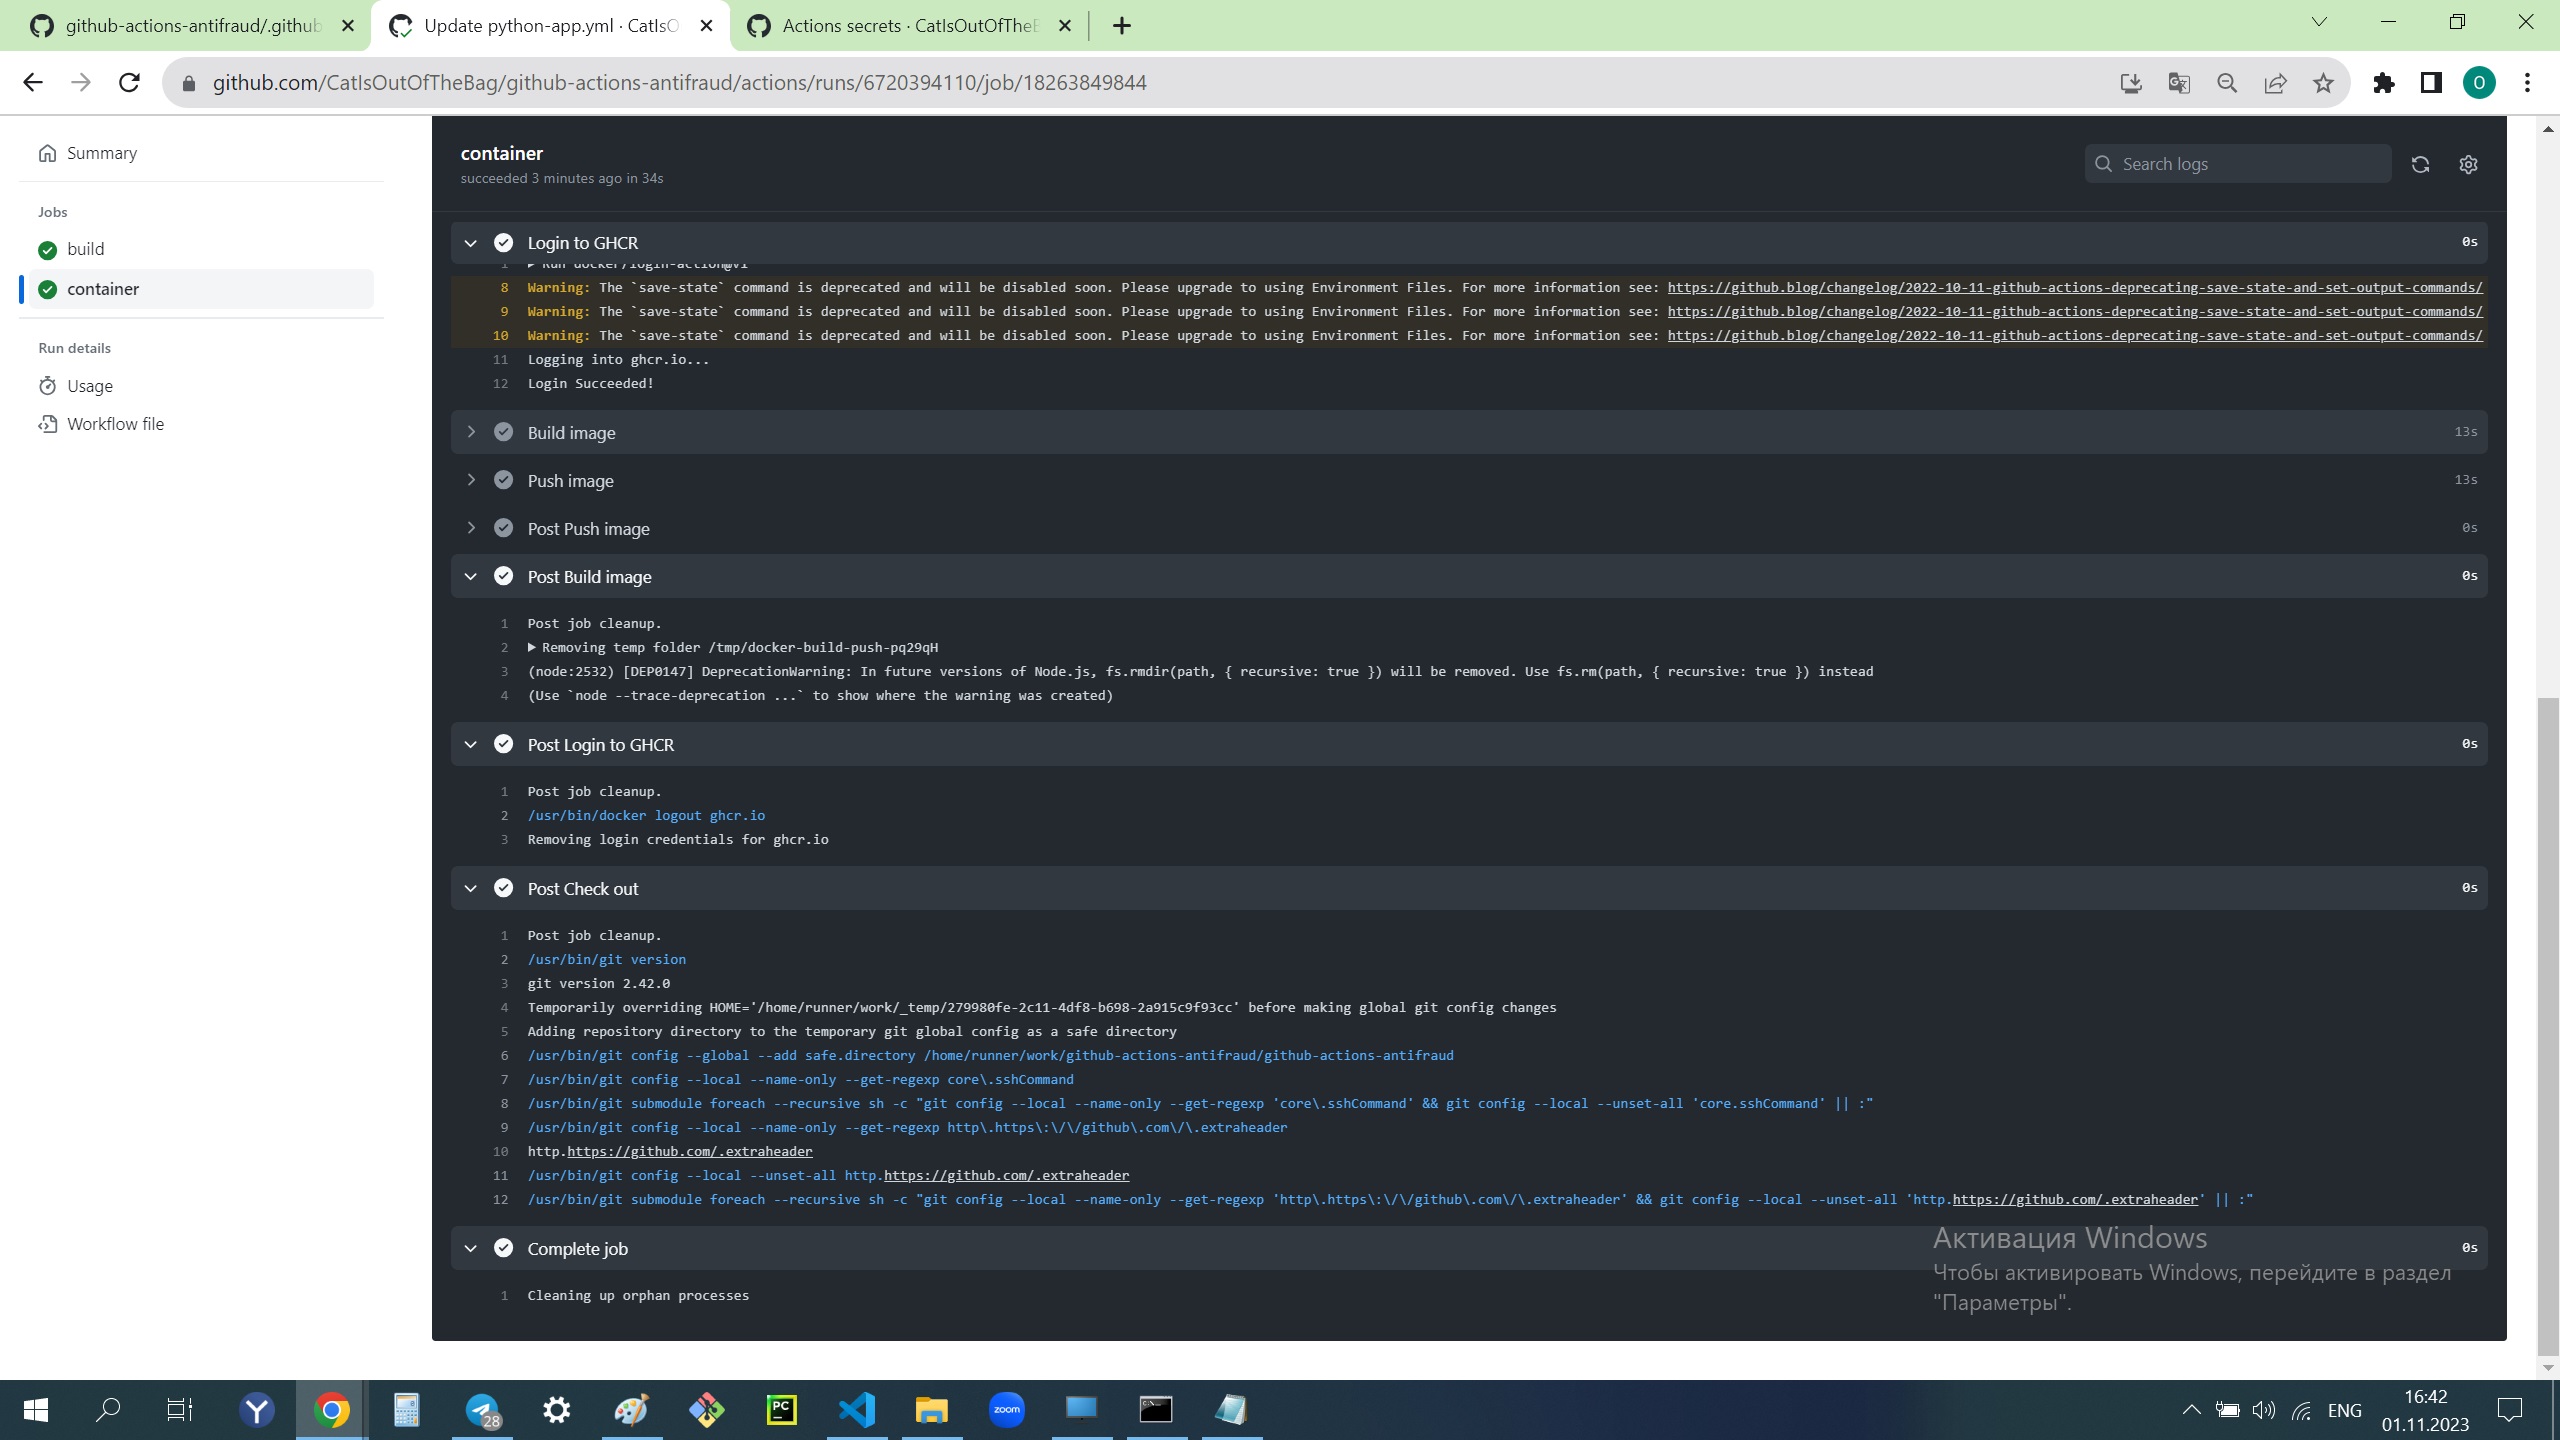 github-actions-antifraud/.github
Update python-app.yml · CatIsO
Actions secrets · CatIsOutOfTheB
github.com/CatIsOutOfTheBag/github-actions-antifraud/actions/runs/6720394110/job/18263849844
O
Summary
Jobs
build
container
Run details
Usage
Workflow file
container
succeeded 3 minutes ago in 34s
Search logs
Login to GHCR
0s
1 Run docker/login-action@v1
8 Warning: The `save-state` command is deprecated and will be disabled soon. Please upgrade to using Environment Files. For more information see: https://github.blog/changelog/2022-10-11-github-actions-deprecating-save-state-and-set-output-commands/
9 Warning: The `save-state` command is deprecated and will be disabled soon. Please upgrade to using Environment Files. For more information see: https://github.blog/changelog/2022-10-11-github-actions-deprecating-save-state-and-set-output-commands/
10 Warning: The `save-state` command is deprecated and will be disabled soon. Please upgrade to using Environment Files. For more information see: https://github.blog/changelog/2022-10-11-github-actions-deprecating-save-state-and-set-output-commands/
11 Logging into ghcr.io...
12 Login Succeeded!
Build image 13s
Push image 13s
Post Push image 0s
Post Build image 0s
1 Post job cleanup.
2 Removing temp folder /tmp/docker-build-push-pq29qH
3 (node:2532) [DEP0147] DeprecationWarning: In future versions of Node.js, fs.rmdir(path, { recursive: true }) will be removed. Use fs.rm(path, { recursive: true }) instead
4 (Use `node --trace-deprecation ...` to show where the warning was created)
Post Login to GHCR 0s
1 Post job cleanup.
2 /usr/bin/docker logout ghcr.io
3 Removing login credentials for ghcr.io
Post Check out 0s
1 Post job cleanup.
2 /usr/bin/git version
3 git version 2.42.0
4 Temporarily overriding HOME='/home/runner/work/_temp/279980fe-2c11-4df8-b698-2a915c9f93cc' before making global git config changes
5 Adding repository directory to the temporary git global config as a safe directory
6 /usr/bin/git config --global --add safe.directory /home/runner/work/github-actions-antifraud/github-actions-antifraud
7 /usr/bin/git config --local --name-only --get-regexp core\.sshCommand
8 /usr/bin/git submodule foreach --recursive sh -c "git config --local --name-only --get-regexp 'core\.sshCommand' && git config --local --unset-all 'core.sshCommand' || :"
9 /usr/bin/git config --local --name-only --get-regexp http\.https\:\/\/github\.com\/\.extraheader
10 http.https://github.com/.extraheader
11 /usr/bin/git config --local --unset-all http.https://github.com/.extraheader
12 /usr/bin/git submodule foreach --recursive sh -c "git config --local --name-only --get-regexp 'http\.https\:\/\/github\.com\/\.extraheader' && git config --local --unset-all 'http.https://github.com/.extraheader' || :"
Complete job 0s
1 Cleaning up orphan processes
Активация Windows
Чтобы активировать Windows, перейдите в раздел
"Параметры".
28
PC
zoom
ENG
16:42
01.11.2023